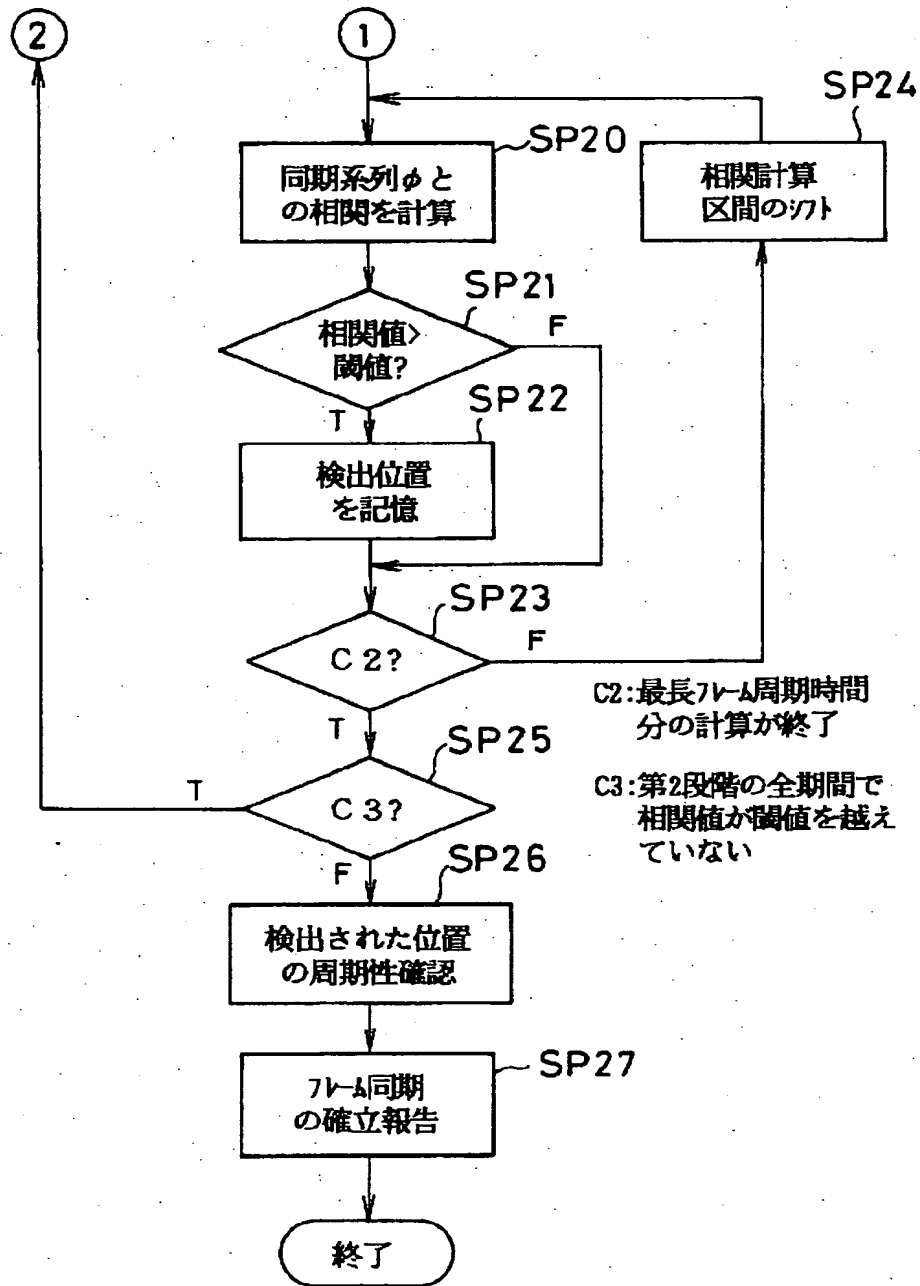 2
1
SP24
SP20
同期系列φと
の相関を計算
相関計算
区間のシフト
SP21
相関値>
閾値?
F
SP22
T
検出位置
を記憶
SP23
C2?
F
C2:最長フレーム周期時間
分の計算が終了
T
SP25
T
C3?
C3:第2段階の全期間で
相関値が閾値を越え
ていない
F
SP26
検出された位置
の周期性確認
SP27
フレーム同期
の確立報告
終了